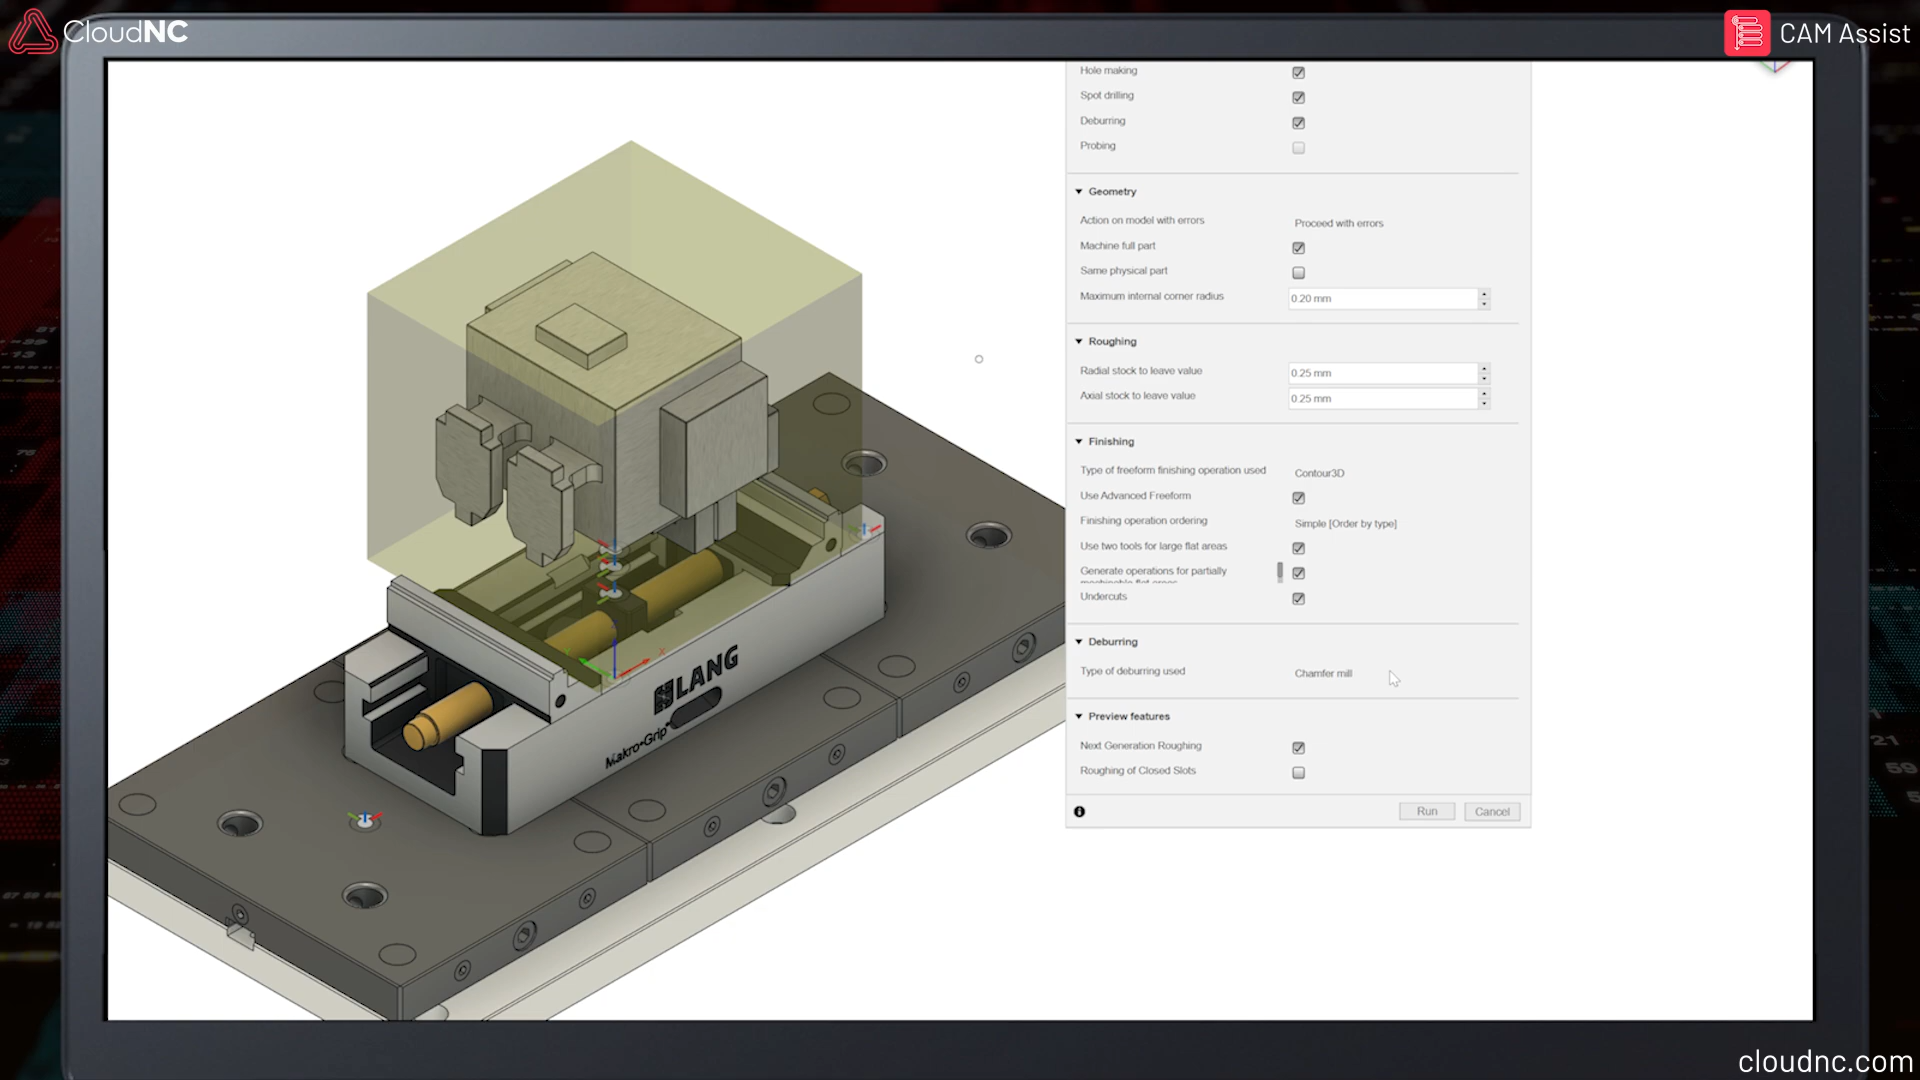 CloudNC
CAM Assist
Hole making
Spot drilling
Deburring
Probing
Geometry
Action on model with errors
Proceed with errors
Machine full part
Same physical part
Maximum internal corner radius
0.20 mm
Roughing
Radial stock to leave value
0.25 mm
Axial stock to leave value
0.25 mm
Finishing
Type of freeform finishing operation used
Contour3D
Use Advanced Freeform
Finishing operation ordering
Simple [Order by type]
Use two tools for large flat areas
Generate operations for partially
machinable flat areas
Undercuts
Deburring
Type of deburring used
Chamfer mill
Preview features
Next Generation Roughing
Roughing of Closed Slots
Run
Cancel
LANG
Makro•Grip®
X
cloudnc.com